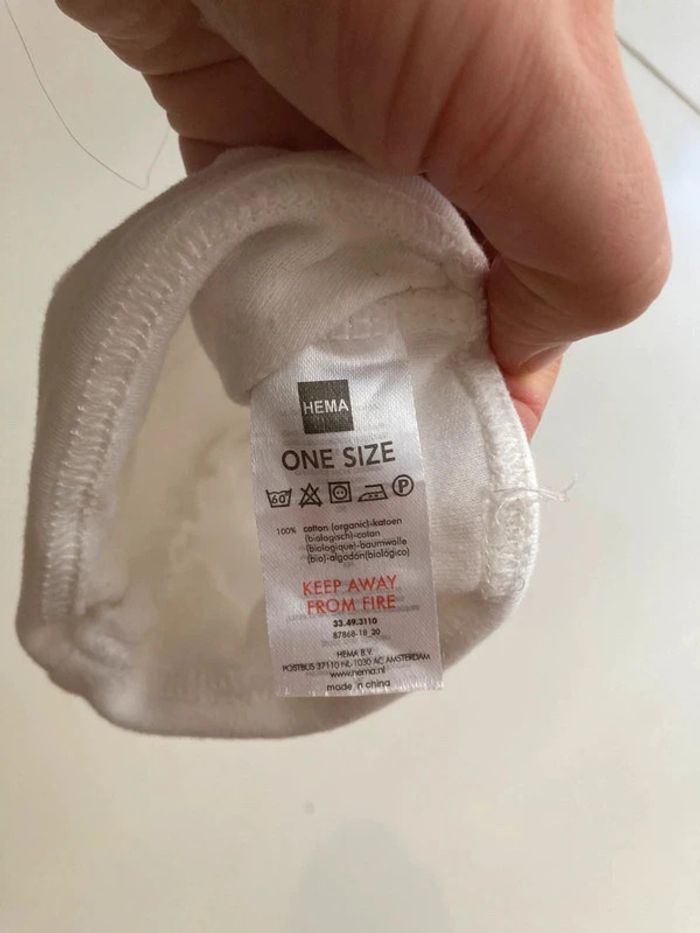 HEMA
ONE SIZE
60 P
100% cotton (organic)-katoen
(biologisch)-coton
(biologique)-baumwolle
(bio)-algodón(biológico)
KEEP AWAY
FROM FIRE
33.49.3110
87868-18_30
HEMA B.V.
POSTBUS 37110 NL 1030 AC AMSTERDAM
www.hema.nl
made in china